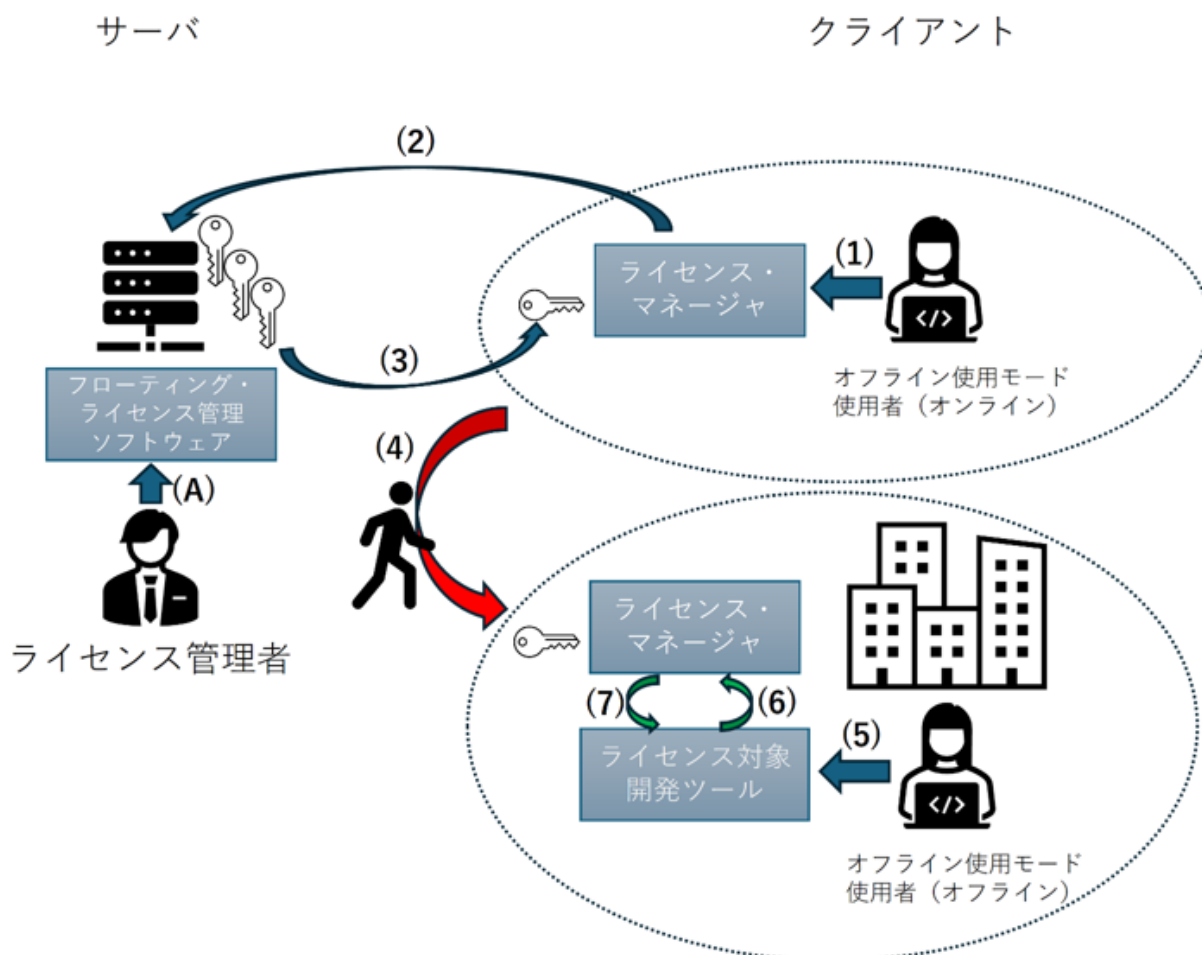 サーバ
クライアント
(2)
ライセンス・
マネージャ
(1)
(3)
オフライン使用モード
使用者（オンライン）
フローティング・
ライセンス管理
ソフトウェア
(A)
ライセンス管理者
(4)
ライセンス・
マネージャ
(7)
(6)
ライセンス対象
開発ツール
(5)
</>
</>
オフライン使用モード
使用者（オフライン）